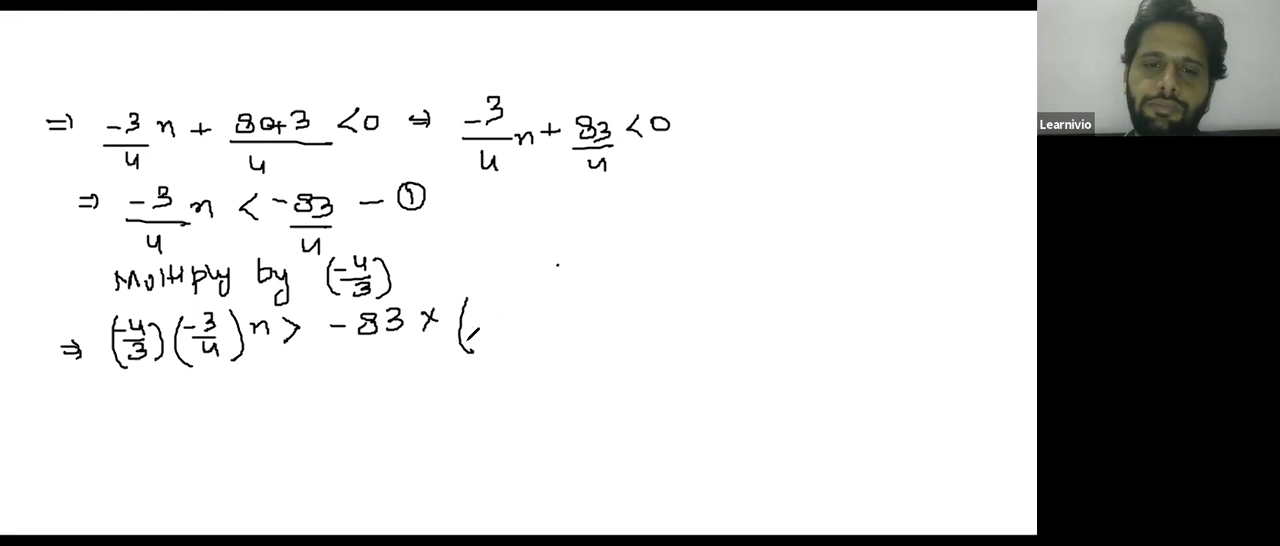 ⇒ -3/4 n + 80+3/4 <0 ⇒ -3/4 n + 83/4 <0
⇒ -3/4 n < -83/4 - ①
Multiply by (-4/3)
⇒ (-4/3)(-3/4) n > -83 × (
Learnivio